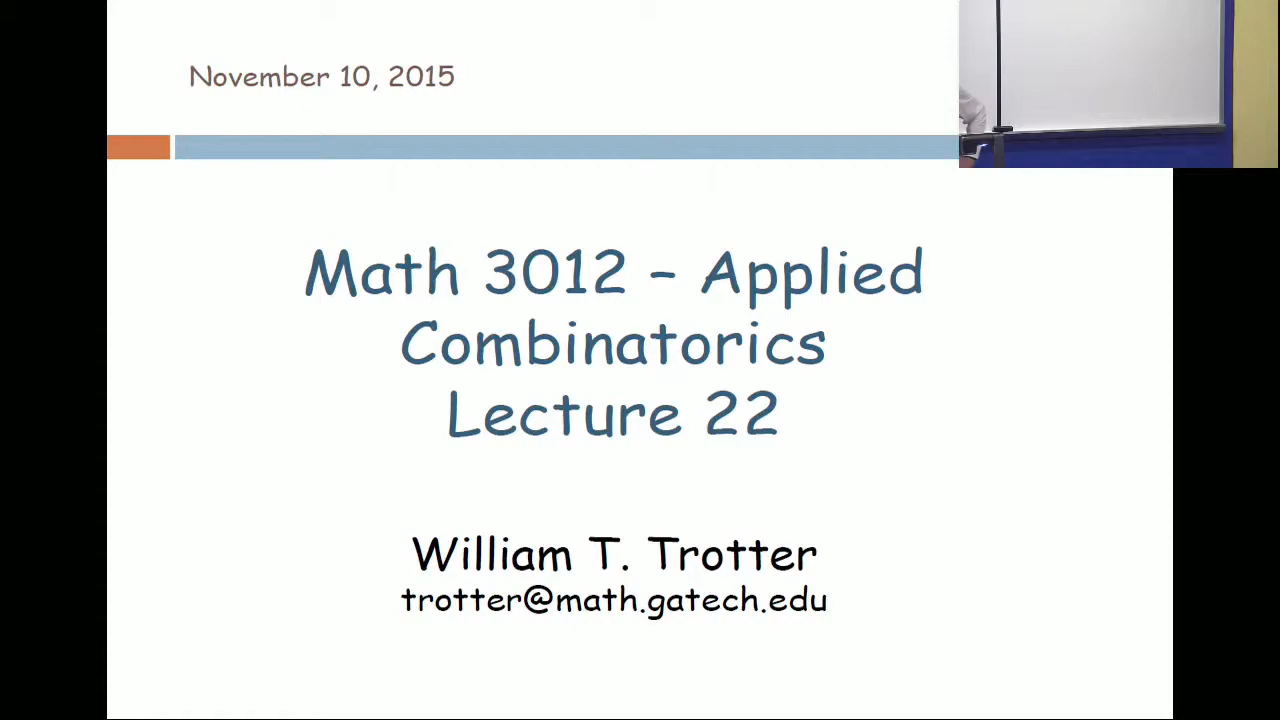 November 10, 2015
Math 3012 – Applied
Combinatorics
Lecture 22
William T. Trotter
trotter@math.gatech.edu